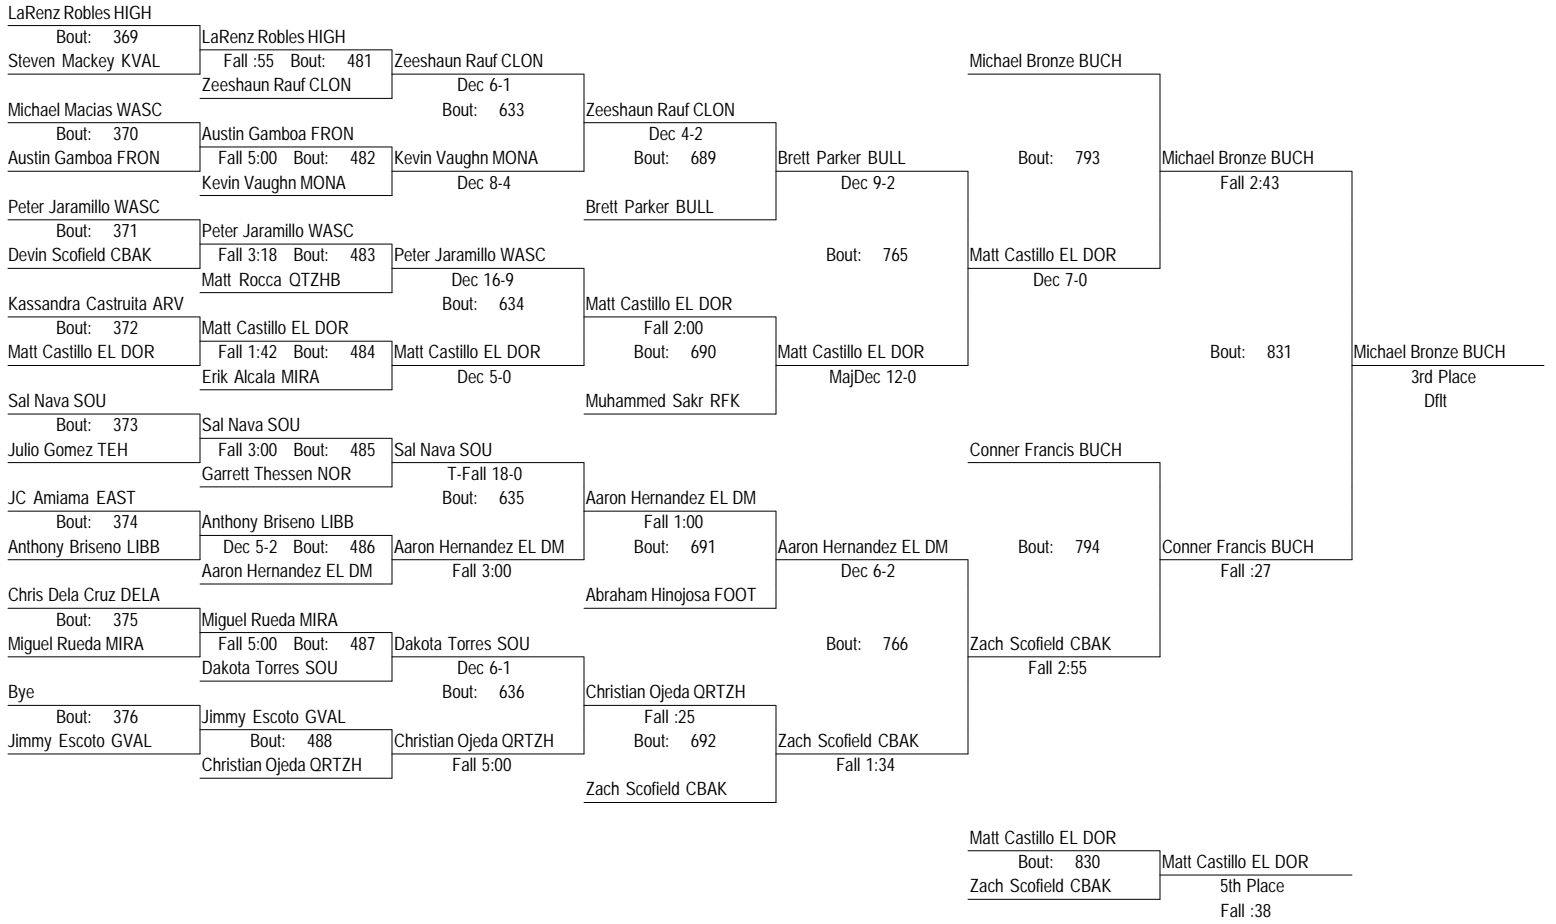 LaRenz Robles HIGH
Bout: 369
LaRenz Robles HIGH
Steven Mackey KVAL
Fall :55 Bout: 481
Zeeshaun Rauf CLON
Michael Bronze BUCH
Zeeshaun Rauf CLON
Dec 6-1
Michael Macias WASC
Bout: 633
Zeeshaun Rauf CLON
Bout: 370
Austin Gamboa FRON
Dec 4-2
Austin Gamboa FRON
Fall 5:00 Bout: 482
Kevin Vaughn MONA
Bout: 689
Brett Parker BULL
Bout: 793
Michael Bronze BUCH
Kevin Vaughn MONA
Dec 8-4
Dec 9-2
Fall 2:43
Peter Jaramillo WASC
Brett Parker BULL
Bout: 371
Peter Jaramillo WASC
Devin Scofield CBAK
Fall 3:18 Bout: 483
Peter Jaramillo WASC
Bout: 765
Matt Castillo EL DOR
Matt Rocca QTZHB
Dec 16-9
Dec 7-0
Kassandra Castruita ARV
Bout: 634
Matt Castillo EL DOR
Bout: 372
Matt Castillo EL DOR
Fall 2:00
Matt Castillo EL DOR
Fall 1:42 Bout: 484
Matt Castillo EL DOR
Bout: 690
Matt Castillo EL DOR
Bout: 831
Michael Bronze BUCH
Erik Alcala MIRA
Dec 5-0
MajDec 12-0
3rd Place
Sal Nava SOU
Muhammed Sakr RFK
Dflt
Bout: 373
Sal Nava SOU
Julio Gomez TEH
Fall 3:00 Bout: 485
Sal Nava SOU
Conner Francis BUCH
Garrett Thessen NOR
T-Fall 18-0
JC Amiama EAST
Bout: 635
Aaron Hernandez EL DM
Bout: 374
Anthony Briseno LIBB
Fall 1:00
Anthony Briseno LIBB
Dec 5-2 Bout: 486
Aaron Hernandez EL DM
Bout: 691
Aaron Hernandez EL DM
Bout: 794
Conner Francis BUCH
Aaron Hernandez EL DM
Fall 3:00
Dec 6-2
Fall :27
Chris Dela Cruz DELA
Abraham Hinojosa FOOT
Bout: 375
Miguel Rueda MIRA
Miguel Rueda MIRA
Fall 5:00 Bout: 487
Dakota Torres SOU
Bout: 766
Zach Scofield CBAK
Dakota Torres SOU
Dec 6-1
Fall 2:55
Bye
Bout: 636
Christian Ojeda QRTZH
Bout: 376
Jimmy Escoto GVAL
Fall :25
Jimmy Escoto GVAL
Bout: 488
Christian Ojeda QRTZH
Bout: 692
Zach Scofield CBAK
Christian Ojeda QRTZH
Fall 5:00
Fall 1:34
Zach Scofield CBAK
Matt Castillo EL DOR
Bout: 830
Matt Castillo EL DOR
Zach Scofield CBAK
5th Place
Fall :38